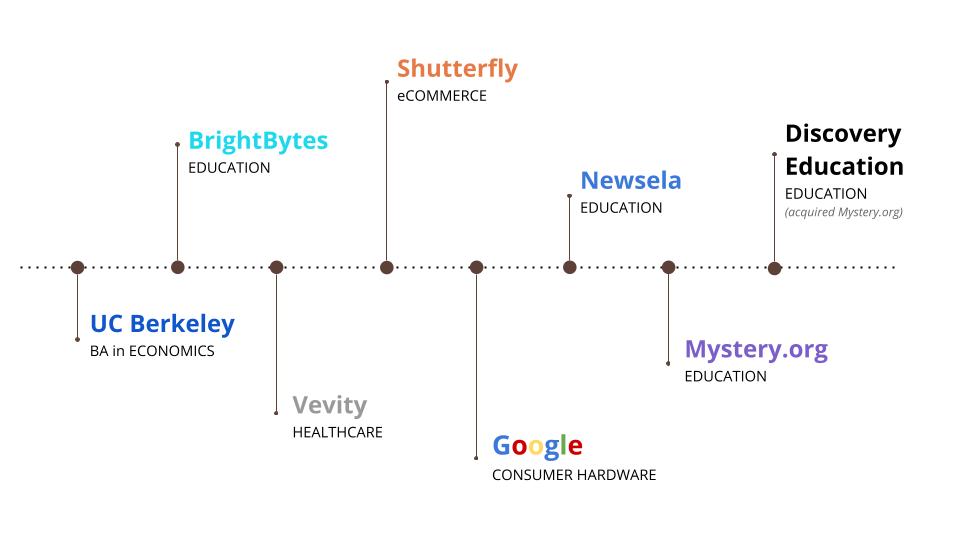 Shutterfly
eCOMMERCE
BrightBytes
EDUCATION
Discovery
Education
EDUCATION
(acquired Mystery.org)
Newsela
EDUCATION
UC Berkeley
BA in ECONOMICS
Vevity
HEALTHCARE
Google
CONSUMER HARDWARE
Mystery.org
EDUCATION